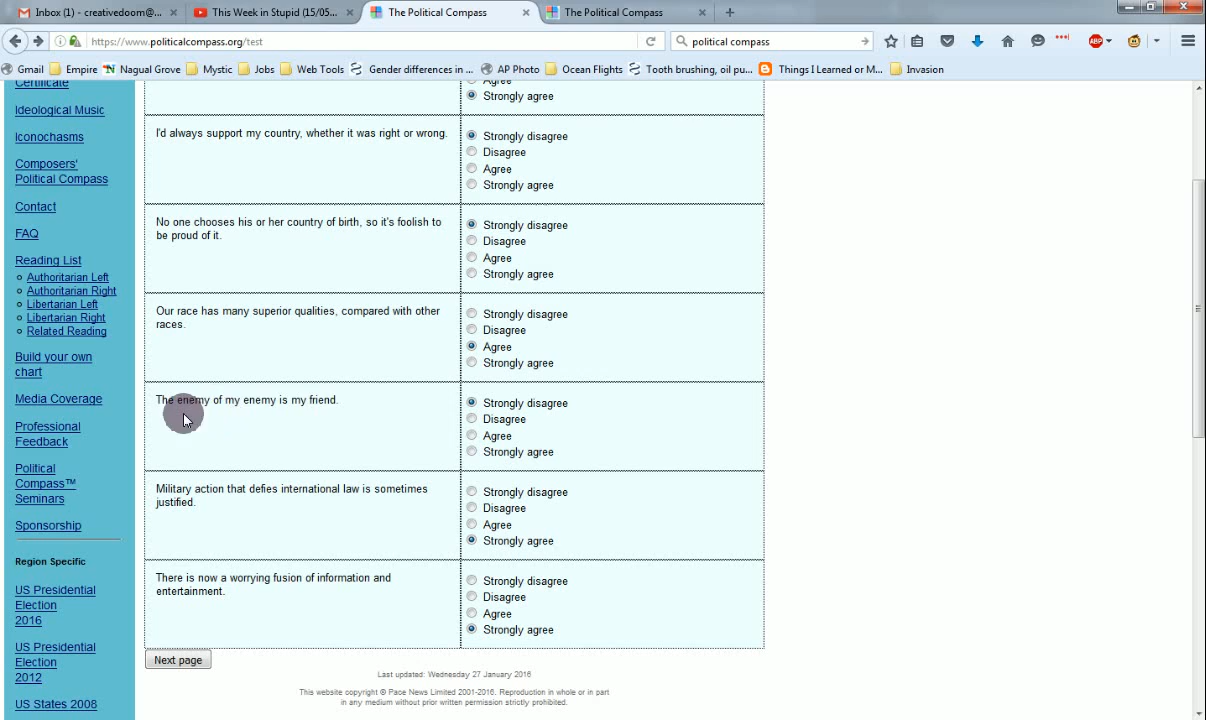 Inbox (1) - creativedoom@... ×
This Week in Stupid (15/05... ×
The Political Compass ×
The Political Compass ×
https://www.politicalcompass.org/test
political compass
Gmail
Empire
Nagual Grove
Mystic
Jobs
Web Tools
Gender differences in ...
AP Photo
Ocean Flights
Tooth brushing, oil pu...
Things I Learned or M...
Invasion
Certificate
Ideological Music
Iconochasms
Composers'
Political Compass
Contact
FAQ
Reading List
Authoritarian Left
Authoritarian Right
Libertarian Left
Libertarian Right
Related Reading
Build your own
chart
Media Coverage
Professional
Feedback
Political
Compass™
Seminars
Sponsorship
Region Specific
US Presidential
Election
2016
US Presidential
Election
2012
US States 2008
Agree
Strongly agree
I'd always support my country, whether it was right or wrong.
Strongly disagree
Disagree
Agree
Strongly agree
No one chooses his or her country of birth, so it's foolish to
be proud of it.
Strongly disagree
Disagree
Agree
Strongly agree
Our race has many superior qualities, compared with other
races.
Strongly disagree
Disagree
Agree
Strongly agree
The enemy of my enemy is my friend.
Strongly disagree
Disagree
Agree
Strongly agree
Military action that defies international law is sometimes
justified.
Strongly disagree
Disagree
Agree
Strongly agree
There is now a worrying fusion of information and
entertainment.
Strongly disagree
Disagree
Agree
Strongly agree
Next page
Last updated: Wednesday 27 January 2016
This website copyright © Pace News Limited 2001-2016. Reproduction in whole or in part
in any medium without prior written permission strictly prohibited.